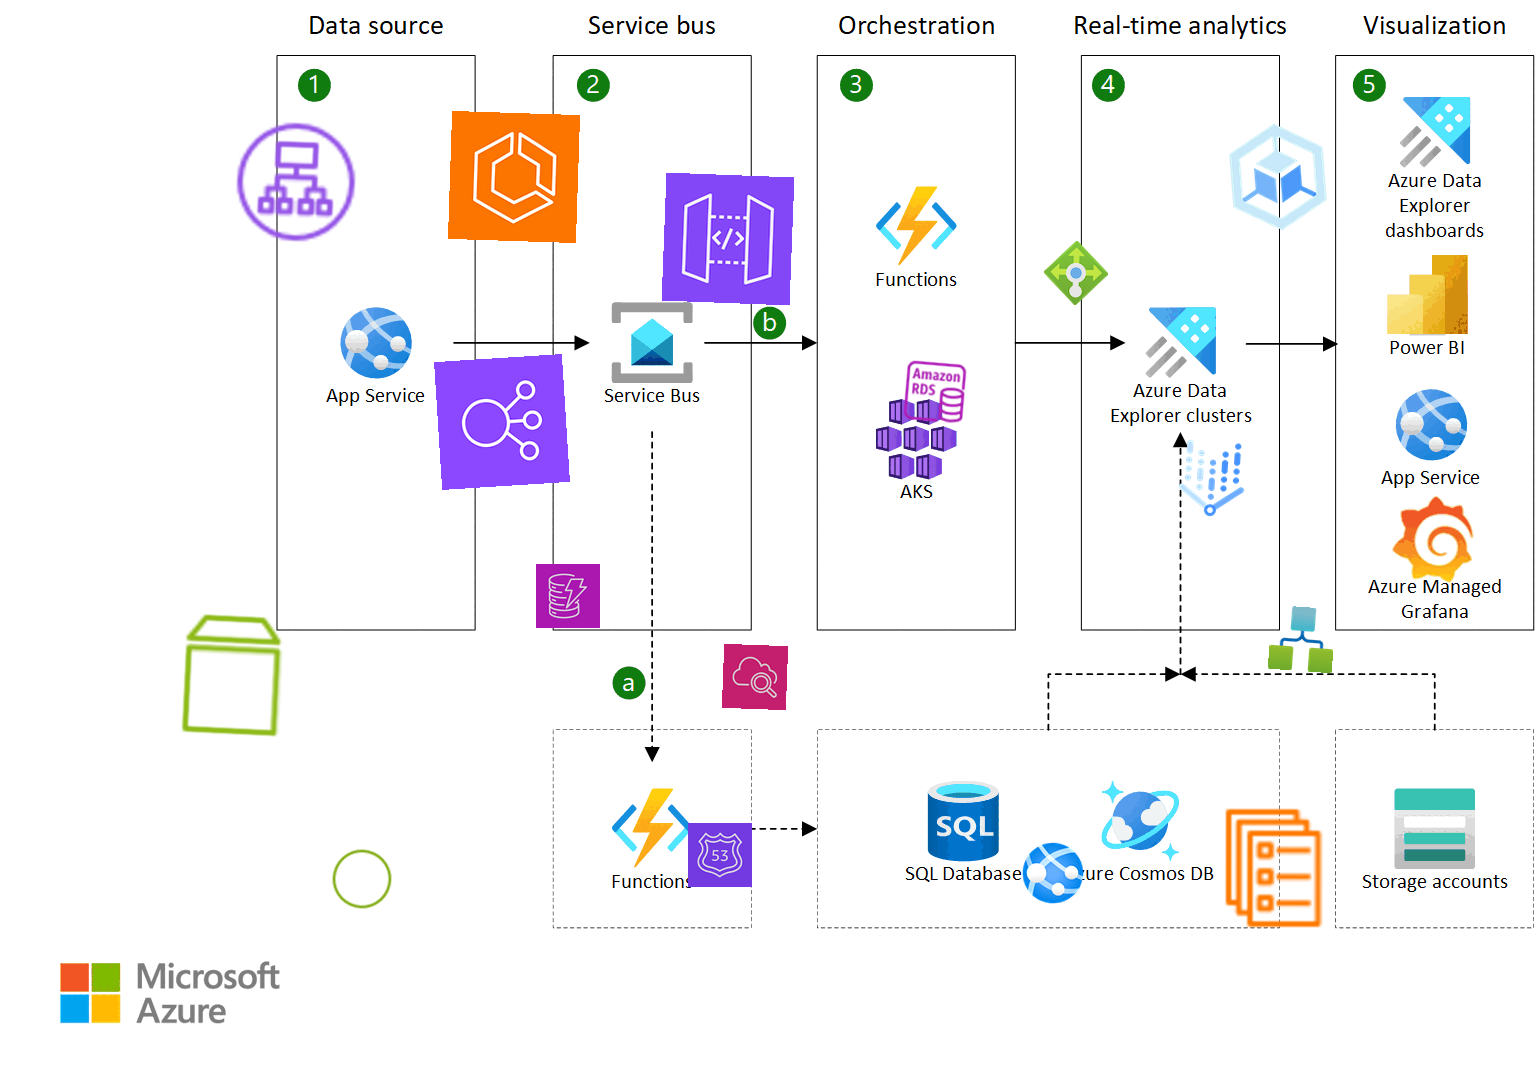 Data source
Service bus
Orchestration
Real-time analytics
Visualization
1
2
3
4
5
Azure Data
Explorer
dashboards
</>
Functions
b
Power BI
App Service
Service Bus
Amazon
RDS
Azure Data
Explorer clusters
AKS
App Service
Azure Managed
Grafana
a
SQL
53
Functions
SQL Database
ure Cosmos DB
Storage accounts
Microsoft
Azure